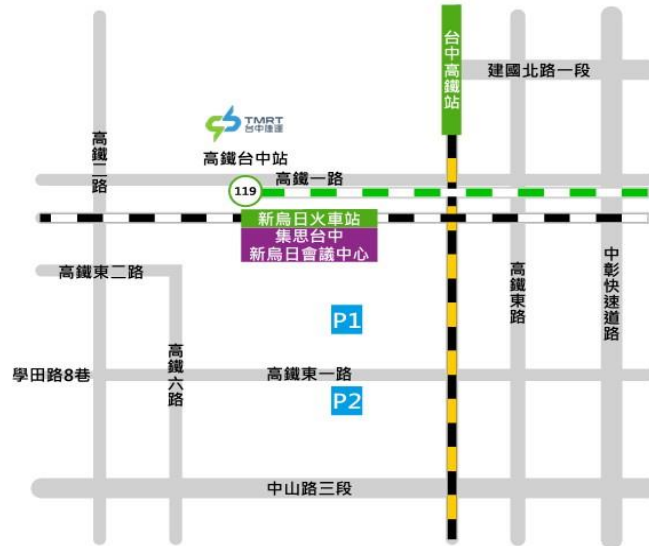 台中高鐵站
建國北路一段
TMRT
台中捷運
高鐵二路
高鐵台中站
高鐵一路
119
新烏日火車站
集思台中
新烏日會議中心
高鐵東二路
高鐵東路
中彰快速道路
P1
高鐵六路
學田路8巷
高鐵東一路
P2
中山路三段